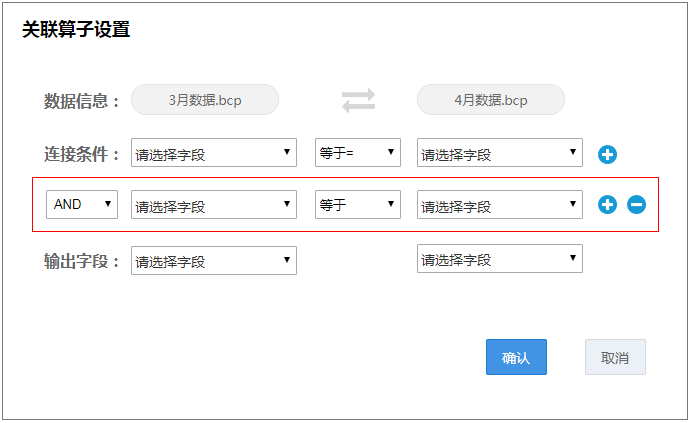 关联算子设置
数据信息： 3月数据.bcp 4月数据.bcp
连接条件： 请选择字段 等于= 请选择字段
AND 请选择字段 等于 请选择字段
输出字段： 请选择字段 请选择字段
确认 取消